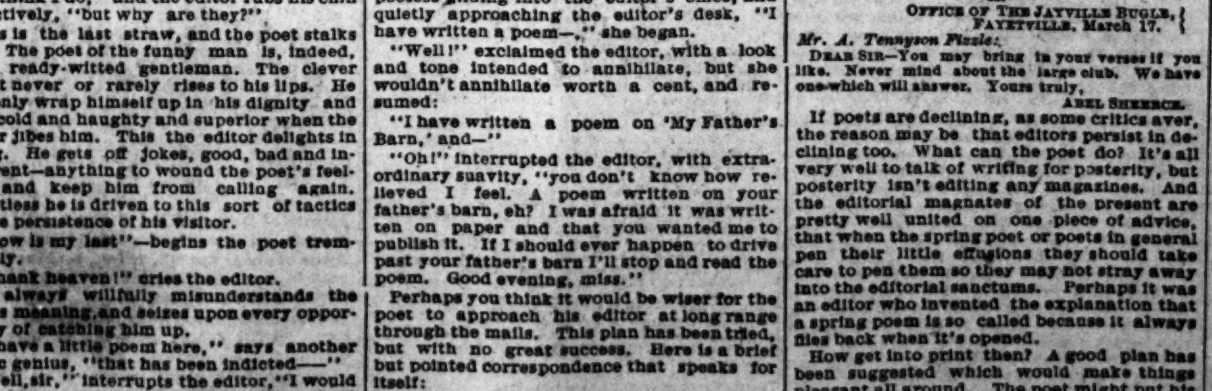 tively, "but why are they?"
s is the last straw, and the poet stalks
The poet of the funny man is, indeed,
ready-witted gentleman. The clever
t never or rarely rises to his lips. He
nly wrap himself up in his dignity and
cold and haughty and superior when the
r jibes him. This the editor delights in
He gets off jokes, good, bad and in-
ent—anything to wound the poet's feel-
and keep him from calling again.
tless he is driven to this sort of tactics
e persistence of his visitor.
ow is my last"—begins the poet trem-
ly.
hank heaven!" cries the editor.
always willfully misunderstands the
s meaning, and seizes upon every oppor-
y of catching him up.
have a little poem here," says another
c genius, "that has been indicted—"
ell, sir," interrupts the editor, "I would
quietly approaching the editor's desk, "I
have written a poem—," she began.
"Well!" exclaimed the editor, with a look
and tone intended to annihilate, but she
wouldn't annihilate worth a cent, and re-
sumed:
"I have written a poem on 'My Father's
Barn,' and—"
"Oh!" interrupted the editor, with extra-
ordinary suavity, "you don't know how re-
lieved I feel. A poem written on your
father's barn, eh? I was afraid it was writ-
ten on paper and that you wanted me to
publish it. If I should ever happen to drive
past your father's barn I'll stop and read the
poem. Good evening, miss."
Perhaps you think it would be wiser for the
poet to approach his editor at long range
through the mails. This plan has been tried,
but with no great success. Here is a brief
but pointed correspondence that speaks for
itself:
OFFICE OF THE JAYVILLE BUGLE,
FAYETVILLE, March 17.
Mr. A. Tennyson Pizzle:
DEAR SIR—You may bring in your verses if you
like. Never mind about the large club. We have
one which will answer. Yours truly,
ABEL
If poets are declining, as some critics aver,
the reason may be that editors persist in de-
clining too. What can the poet do? It's all
very well to talk of writing for posterity, but
posterity isn't editing any magazines. And
the editorial magnates of the present are
pretty well united on one piece of advice,
that when the spring poet or poets in general
pen their little effusions they should take
care to pen them so they may not stray away
into the editorial sanctums. Perhaps it was
an editor who invented the explanation that
a spring poem is so called because it always
flies back when it's opened.
How get into print then? A good plan has
been suggested which would make things
pleasant all around. The poet might